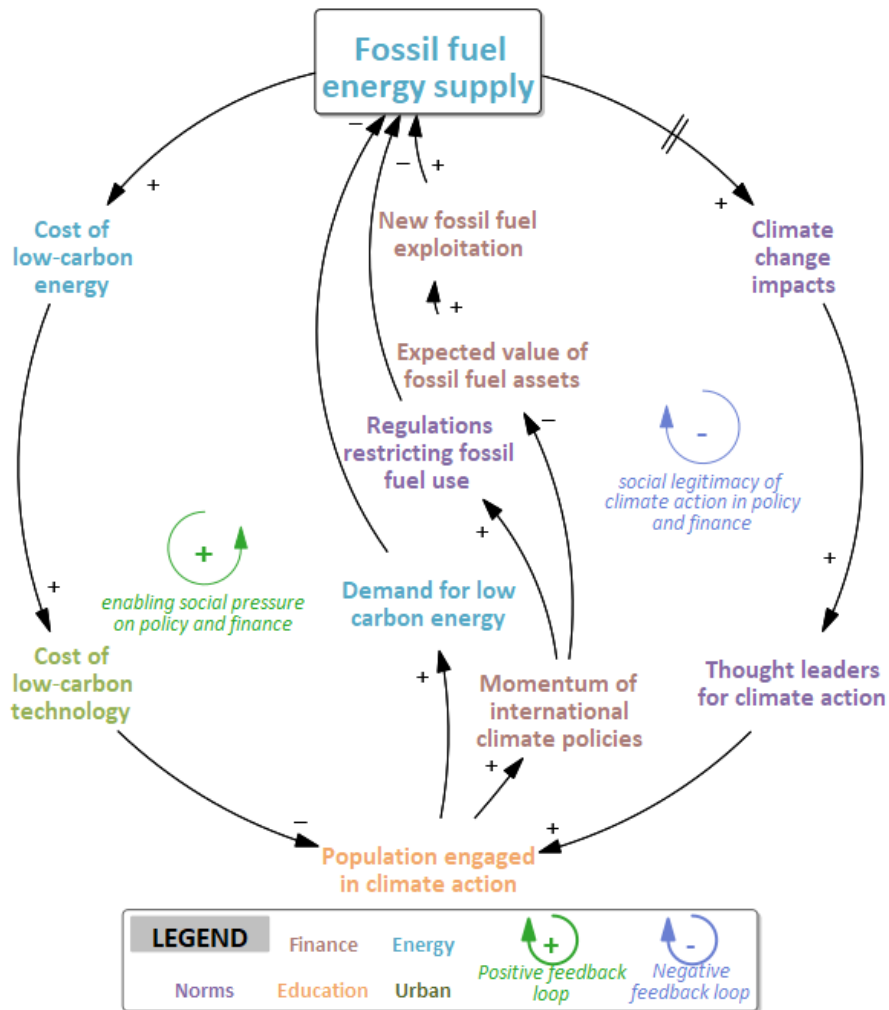 Fossil fuel
energy supply
−
−
+
+
+
New fossil fuel
exploitation
Cost of
low-carbon
energy
Climate
change
impacts
+
Expected value of
fossil fuel assets
−
Regulations
restricting fossil
fuel use
-
social legitimacy of
climate action in policy
and finance
+
+
enabling social pressure
on policy and finance
+
+
Demand for low
carbon energy
Cost of
low-carbon
technology
+
Momentum of
international
climate policies
Thought leaders
for climate action
+
−
+
Population engaged
in climate action
LEGEND
Finance
Energy
+
-
Positive feedback
loop
Negative
feedback loop
Norms
Education
Urban